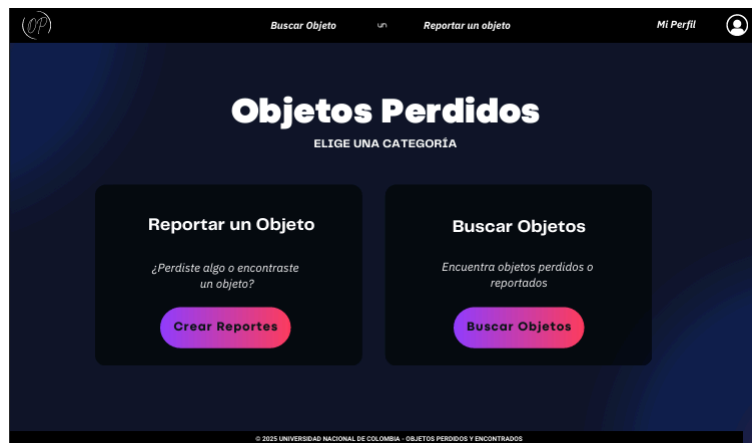 OP
Buscar Objeto
Reportar un objeto
Mi Perfil
Objetos Perdidos
ELIGE UNA CATEGORÍA
Reportar un Objeto
¿Perdiste algo o encontraste
un objeto?
Crear Reportes
Buscar Objetos
Encuentra objetos perdidos o
reportados
Buscar Objetos
© 2025 UNIVERSIDAD NACIONAL DE COLOMBIA - OBJETOS PERDIDOS Y ENCONTRADOS